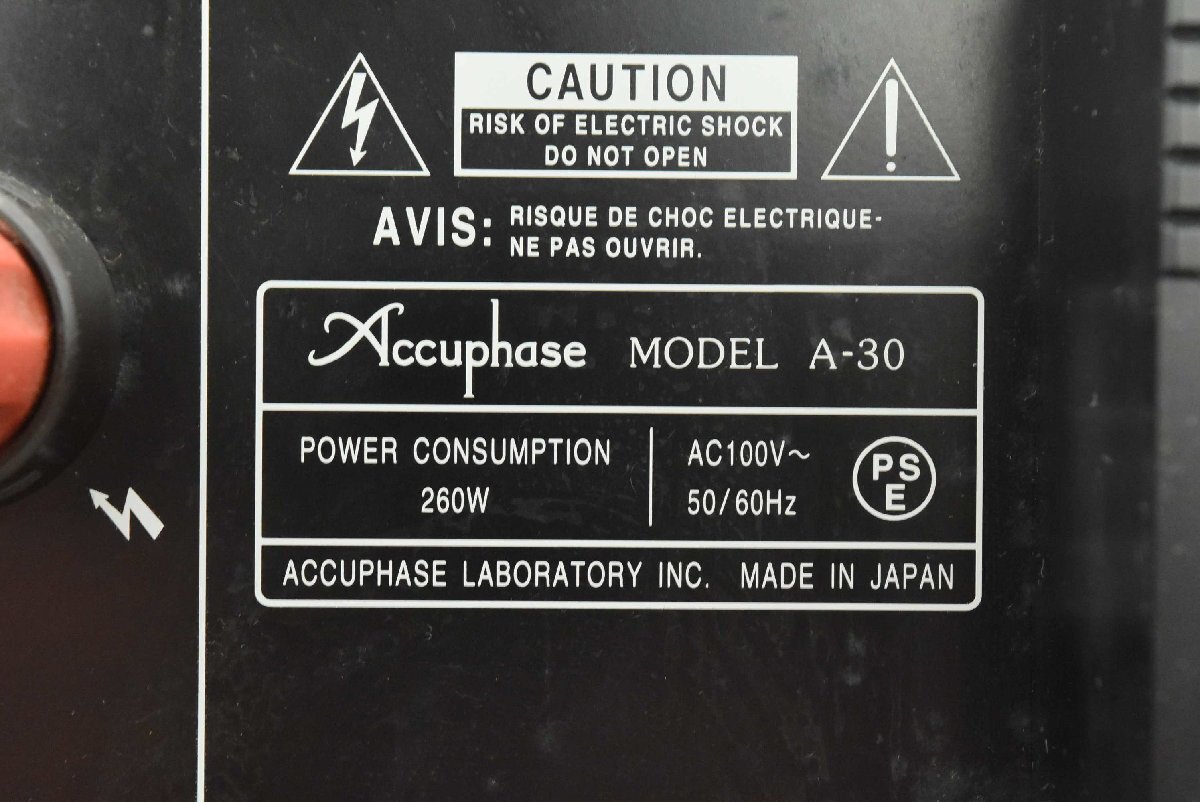 CAUTION
RISK OF ELECTRIC SHOCK
DO NOT OPEN
AVIS: RISQUE DE CHOC ELECTRIQUE-
NE PAS OUVRIR.
Accuphase MODEL A-30
POWER CONSUMPTION
260W
AC100V~
50/60Hz
PS
E
ACCUPHASE LABORATORY INC. MADE IN JAPAN